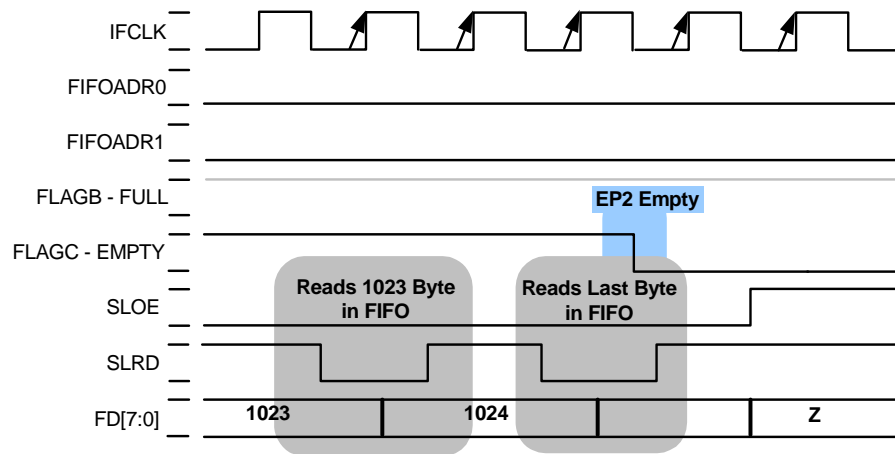 IFCLK
FIFOADR0
FIFOADR1
FLAGB - FULL
EP2 Empty
FLAGC - EMPTY
Reads 1023 Byte
in FIFO
Reads Last Byte
in FIFO
SLOE
SLRD
FD[7:0]
1023
1024
Z